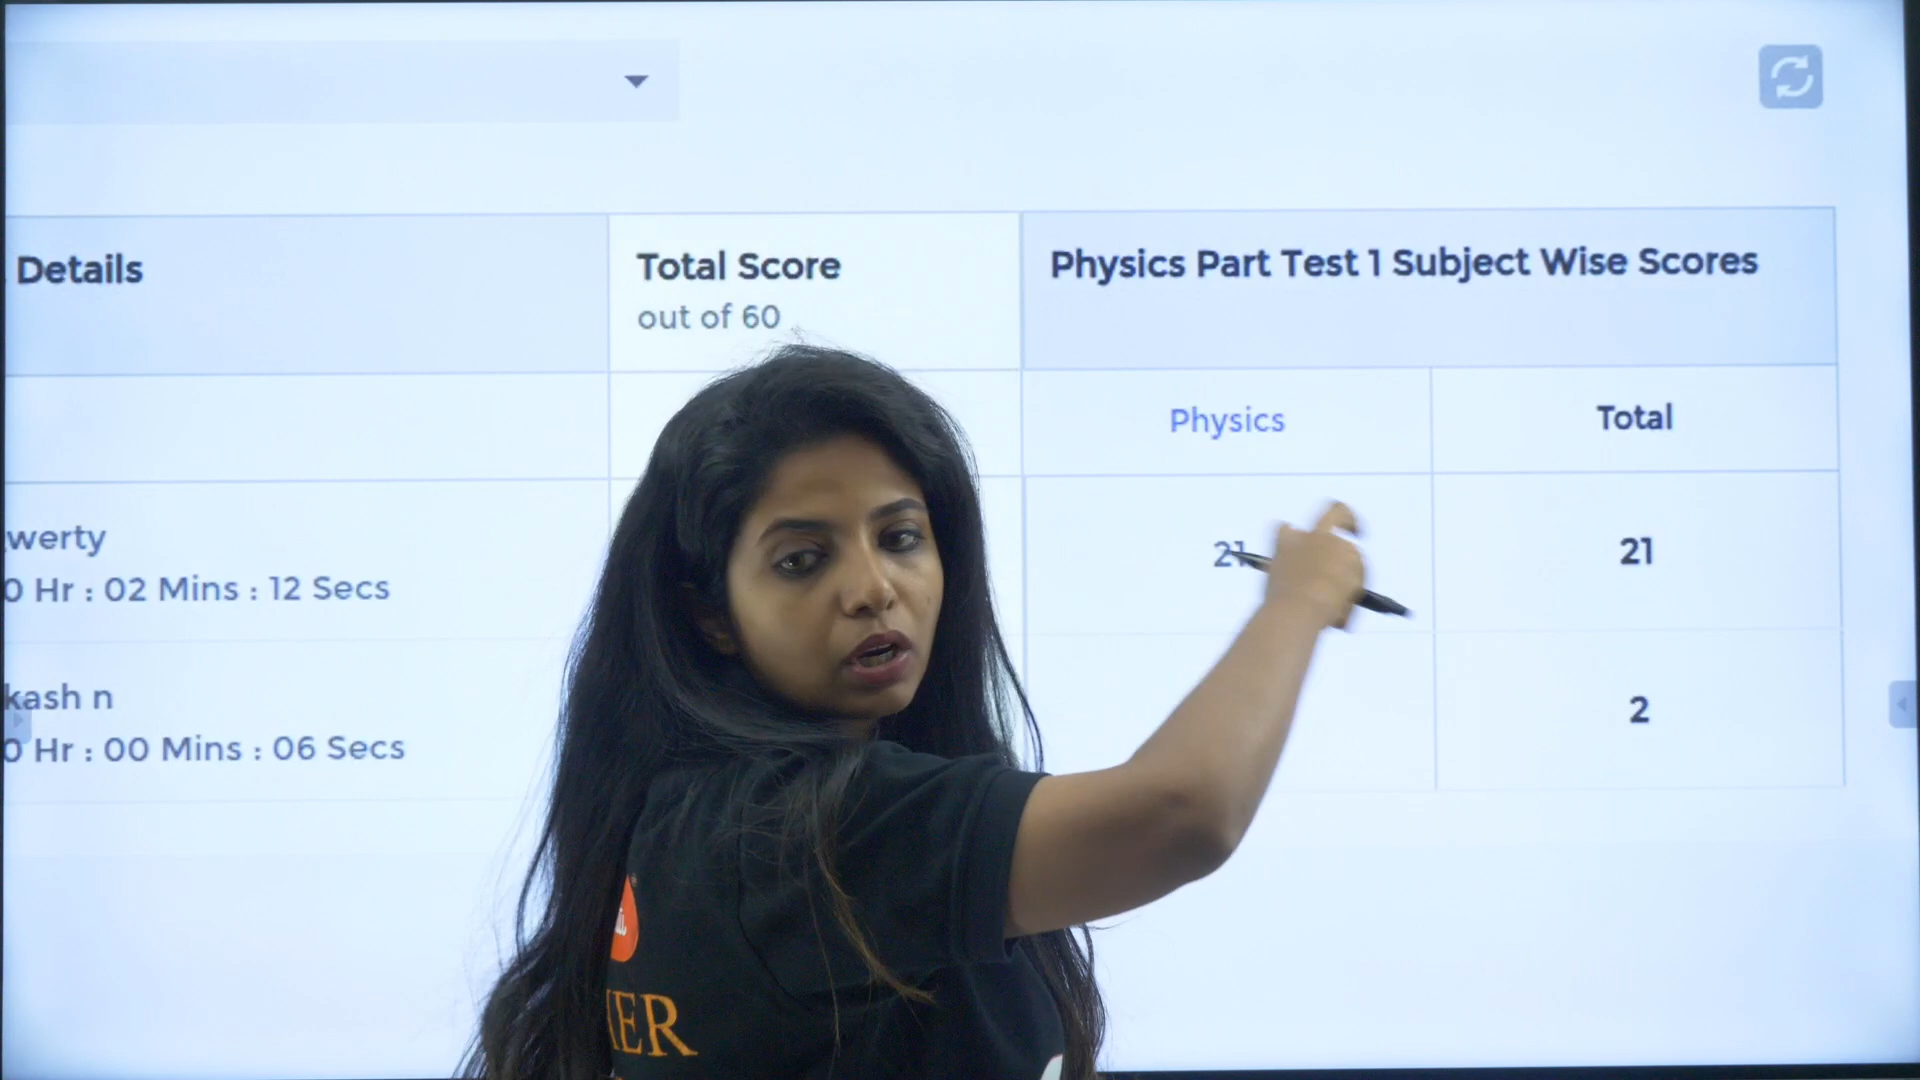 Details
Total Score
out of 60
Physics Part Test 1 Subject Wise Scores
Physics
Total
werty
0 Hr : 02 Mins : 12 Secs
21
21
kash n
0 Hr : 00 Mins : 06 Secs
2
IER